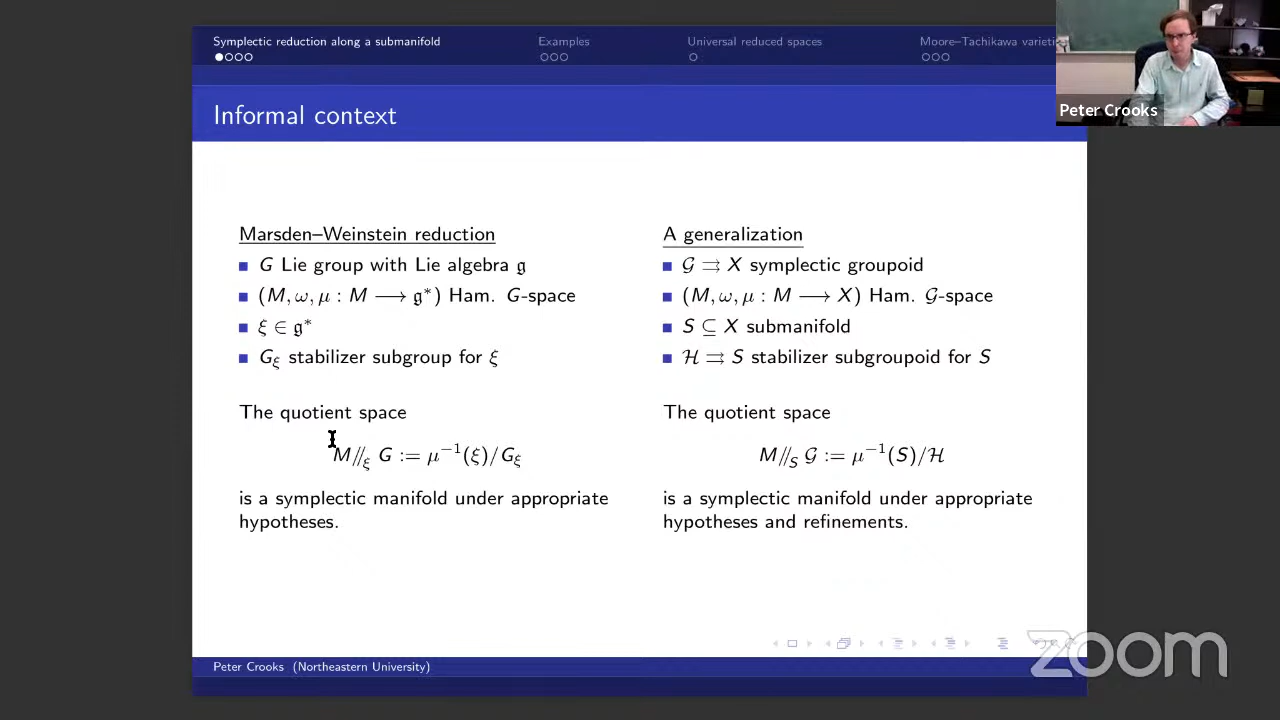 Symplectic reduction along a submanifold
Examples
Universal reduced spaces
Moore–Tachikawa varieti
Peter Crooks
Informal context
Marsden–Weinstein reduction
G Lie group with Lie algebra 𝔤
(M, ω, μ : M ⟶ 𝔤*) Ham. G-space
ξ ∈ 𝔤*
G_ξ stabilizer subgroup for ξ
The quotient space
M//_ξ G := μ⁻¹(ξ)/G_ξ
is a symplectic manifold under appropriate
hypotheses.
A generalization
𝒢 ⇉ X symplectic groupoid
(M, ω, μ : M ⟶ X) Ham. 𝒢-space
S ⊆ X submanifold
ℋ ⇉ S stabilizer subgroupoid for S
The quotient space
M//_S 𝒢 := μ⁻¹(S)/ℋ
is a symplectic manifold under appropriate
hypotheses and refinements.
Peter Crooks (Northeastern University)
zoom